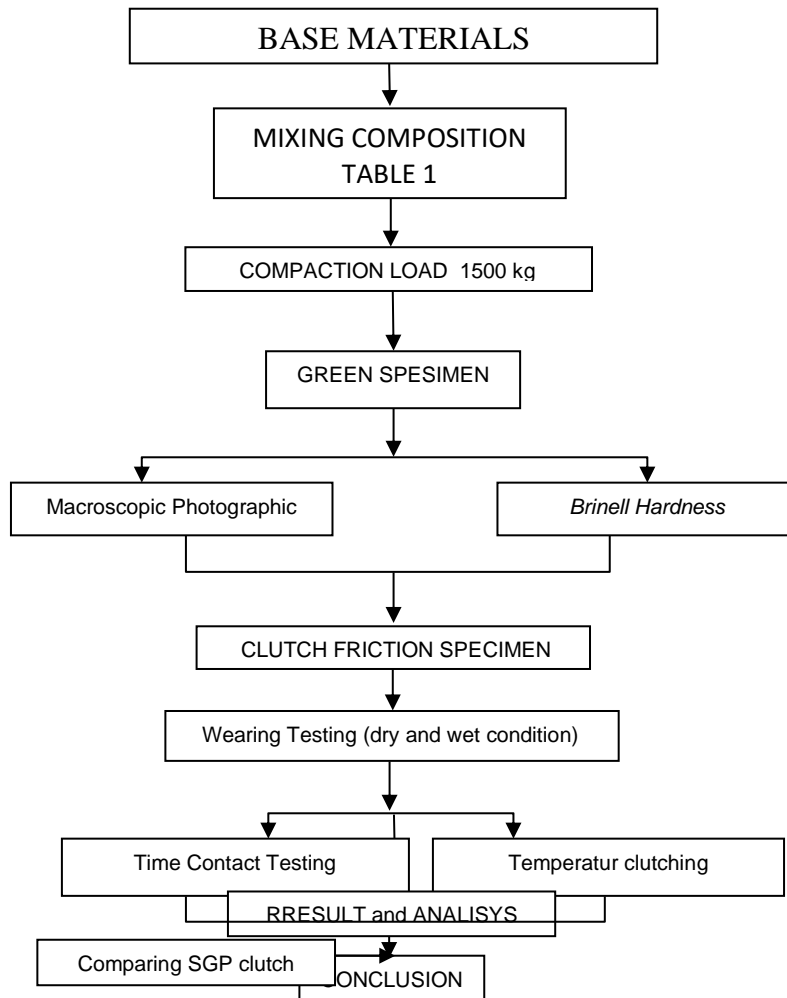 BASE MATERIALS
MIXING COMPOSITION
TABLE 1
COMPACTION LOAD 1500 kg
GREEN SPESIMEN
Macroscopic Photographic
Brinell Hardness
CLUTCH FRICTION SPECIMEN
Wearing Testing (dry and wet condition)
Time Contact Testing
Temperatur clutching
RRESULT and ANALISYS
Comparing SGP clutch
CONCLUSION